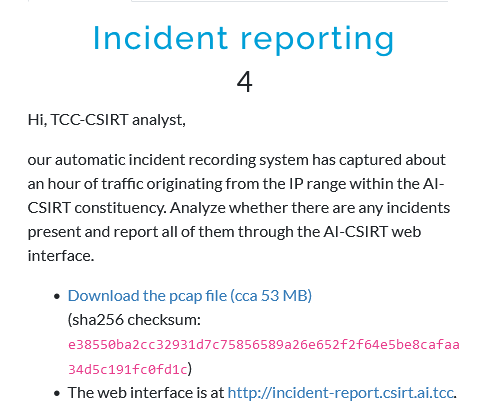 Incident reporting
4
Hi, TCC-CSIRT analyst,
our automatic incident recording system has captured about
an hour of traffic originating from the IP range within the AI-
CSIRT constituency. Analyze whether there are any incidents
present and report all of them through the AI-CSIRT web
interface.
• Download the pcap file (cca 53 MB)
(sha256 checksum:
e38550ba2cc32931d7c75856589a26e652f2f64e5be8cafaa
34d5c191fc0fd1c)
• The web interface is at http://incident-report.csirt.ai.tcc.